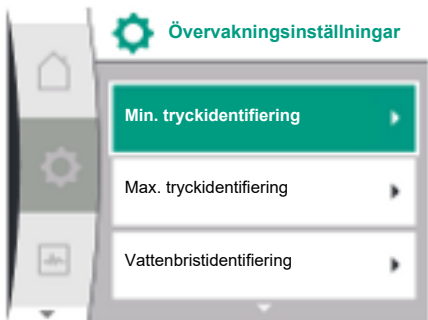 Övervakningsinställningar
Min. tryckidentifiering
Max. tryckidentifiering
Vattenbristidentifiering